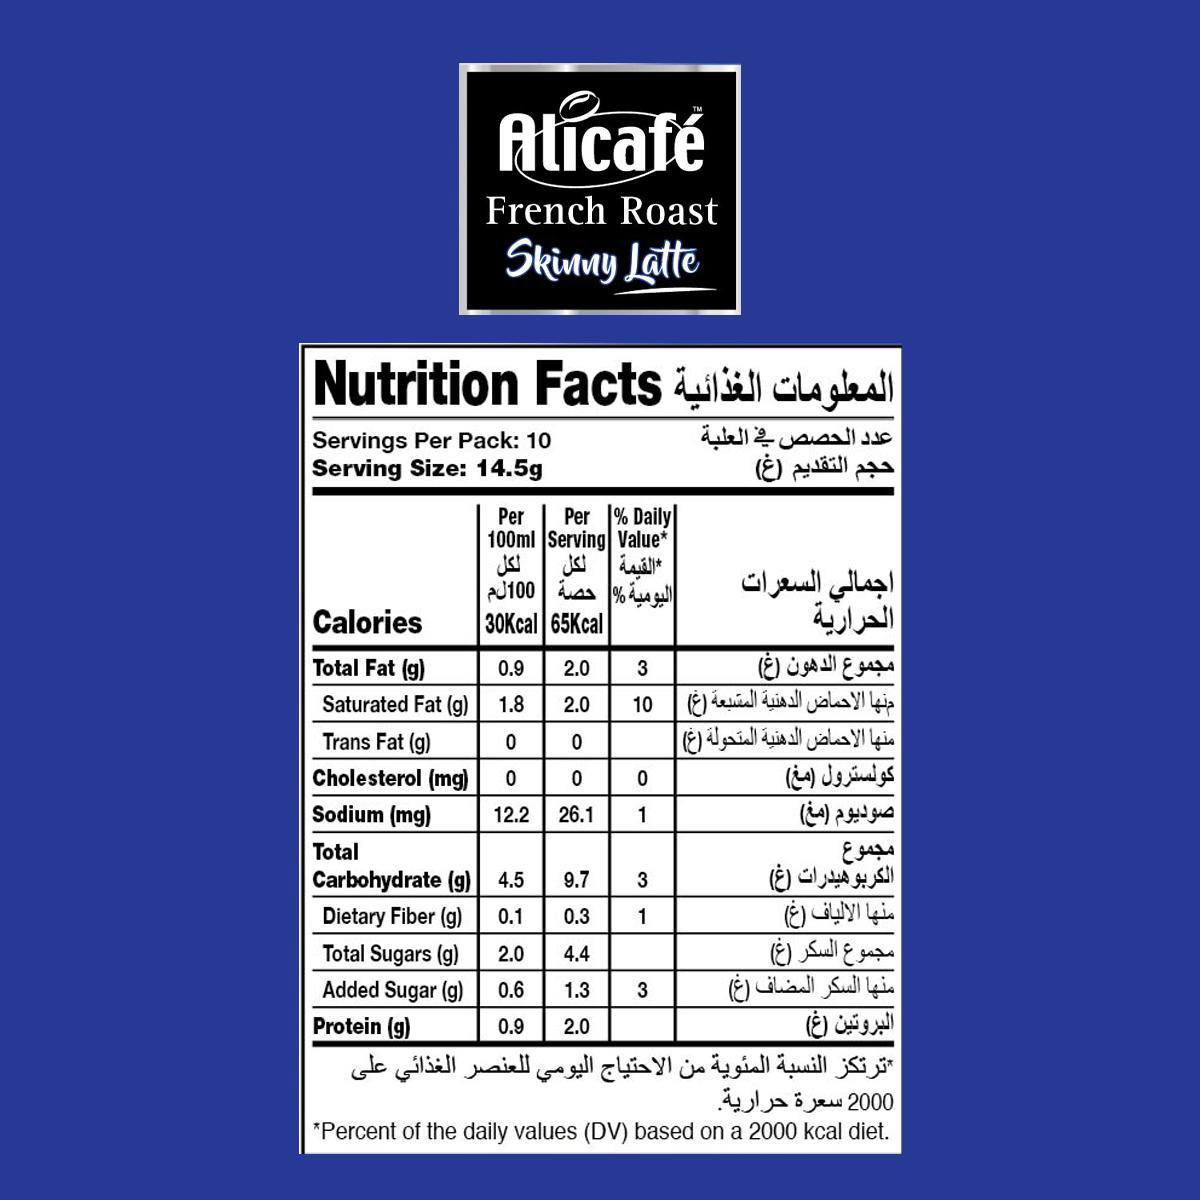 Alicafé™
French Roast
Skinny Latte
Nutrition Facts المعلومات الغذائية
Servings Per Pack: 10 عدد الحصص في العلبة
Serving Size: 14.5g حجم التقديم (غ)
Per 100ml لكل 100لم
Per Serving لكل حصة
% Daily Value* القيمة* اليومية %
Calories 30Kcal 65Kcal اجمالي السعرات الحرارية
Total Fat (g) 0.9 2.0 3 مجموع الدهون (غ)
Saturated Fat (g) 1.8 2.0 10 منها الاحماض الدهنية المشبعة (غ)
Trans Fat (g) 0 0 منها الاحماض الدهنية المتحولة (غ)
Cholesterol (mg) 0 0 0 كولسترول (مغ)
Sodium (mg) 12.2 26.1 1 صوديوم (مغ)
Total Carbohydrate (g) 4.5 9.7 3 مجموع الكربوهيدرات (غ)
Dietary Fiber (g) 0.1 0.3 1 منها الالياف (غ)
Total Sugars (g) 2.0 4.4 مجموع السكر (غ)
Added Sugar (g) 0.6 1.3 3 منها السكر المضاف (غ)
Protein (g) 0.9 2.0 البروتين (غ)
*ترتكز النسبة المئوية من الاحتياج اليومي للعنصر الغذائي على
2000 سعرة حرارية.
*Percent of the daily values (DV) based on a 2000 kcal diet.